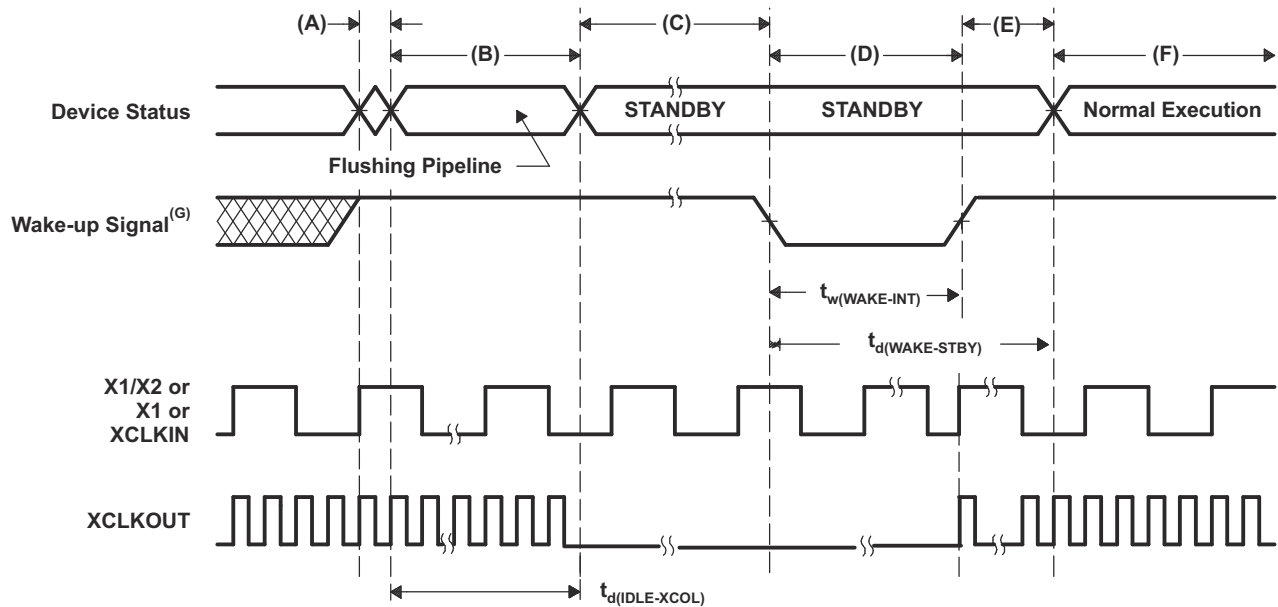 (A)
(B)
(C)
(D)
(E)
(F)
Device Status
STANDBY
STANDBY
Normal Execution
Flushing Pipeline
Wake-up Signal(G)
tw(WAKE-INT)
td(WAKE-STBY)
X1/X2 or
X1 or
XCLKIN
XCLKOUT
td(IDLE-XCOL)